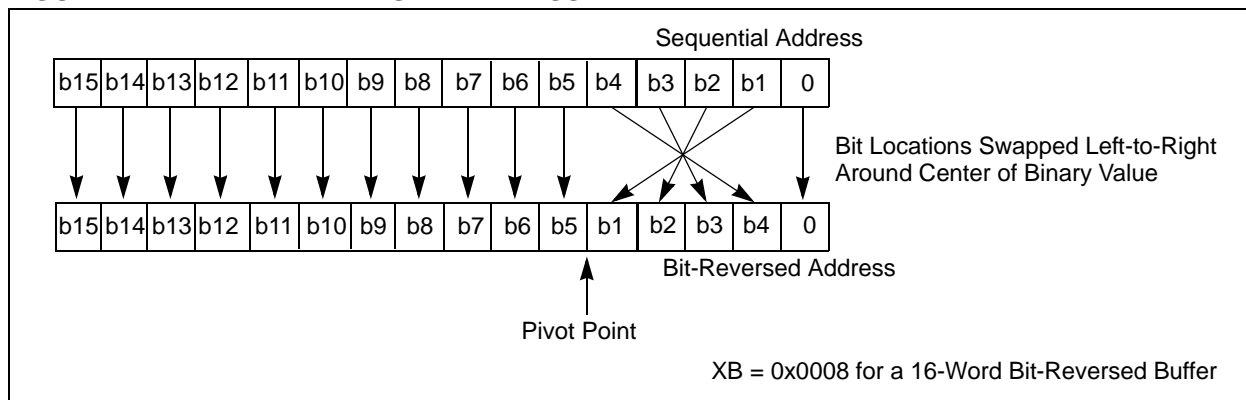 Sequential Address
b15 b14 b13 b12 b11 b10 b9 b8 b7 b6 b5 b4 b3 b2 b1 0
Bit Locations Swapped Left-to-Right
Around Center of Binary Value
b15 b14 b13 b12 b11 b10 b9 b8 b7 b6 b5 b1 b2 b3 b4 0
Bit-Reversed Address
Pivot Point
XB = 0x0008 for a 16-Word Bit-Reversed Buffer